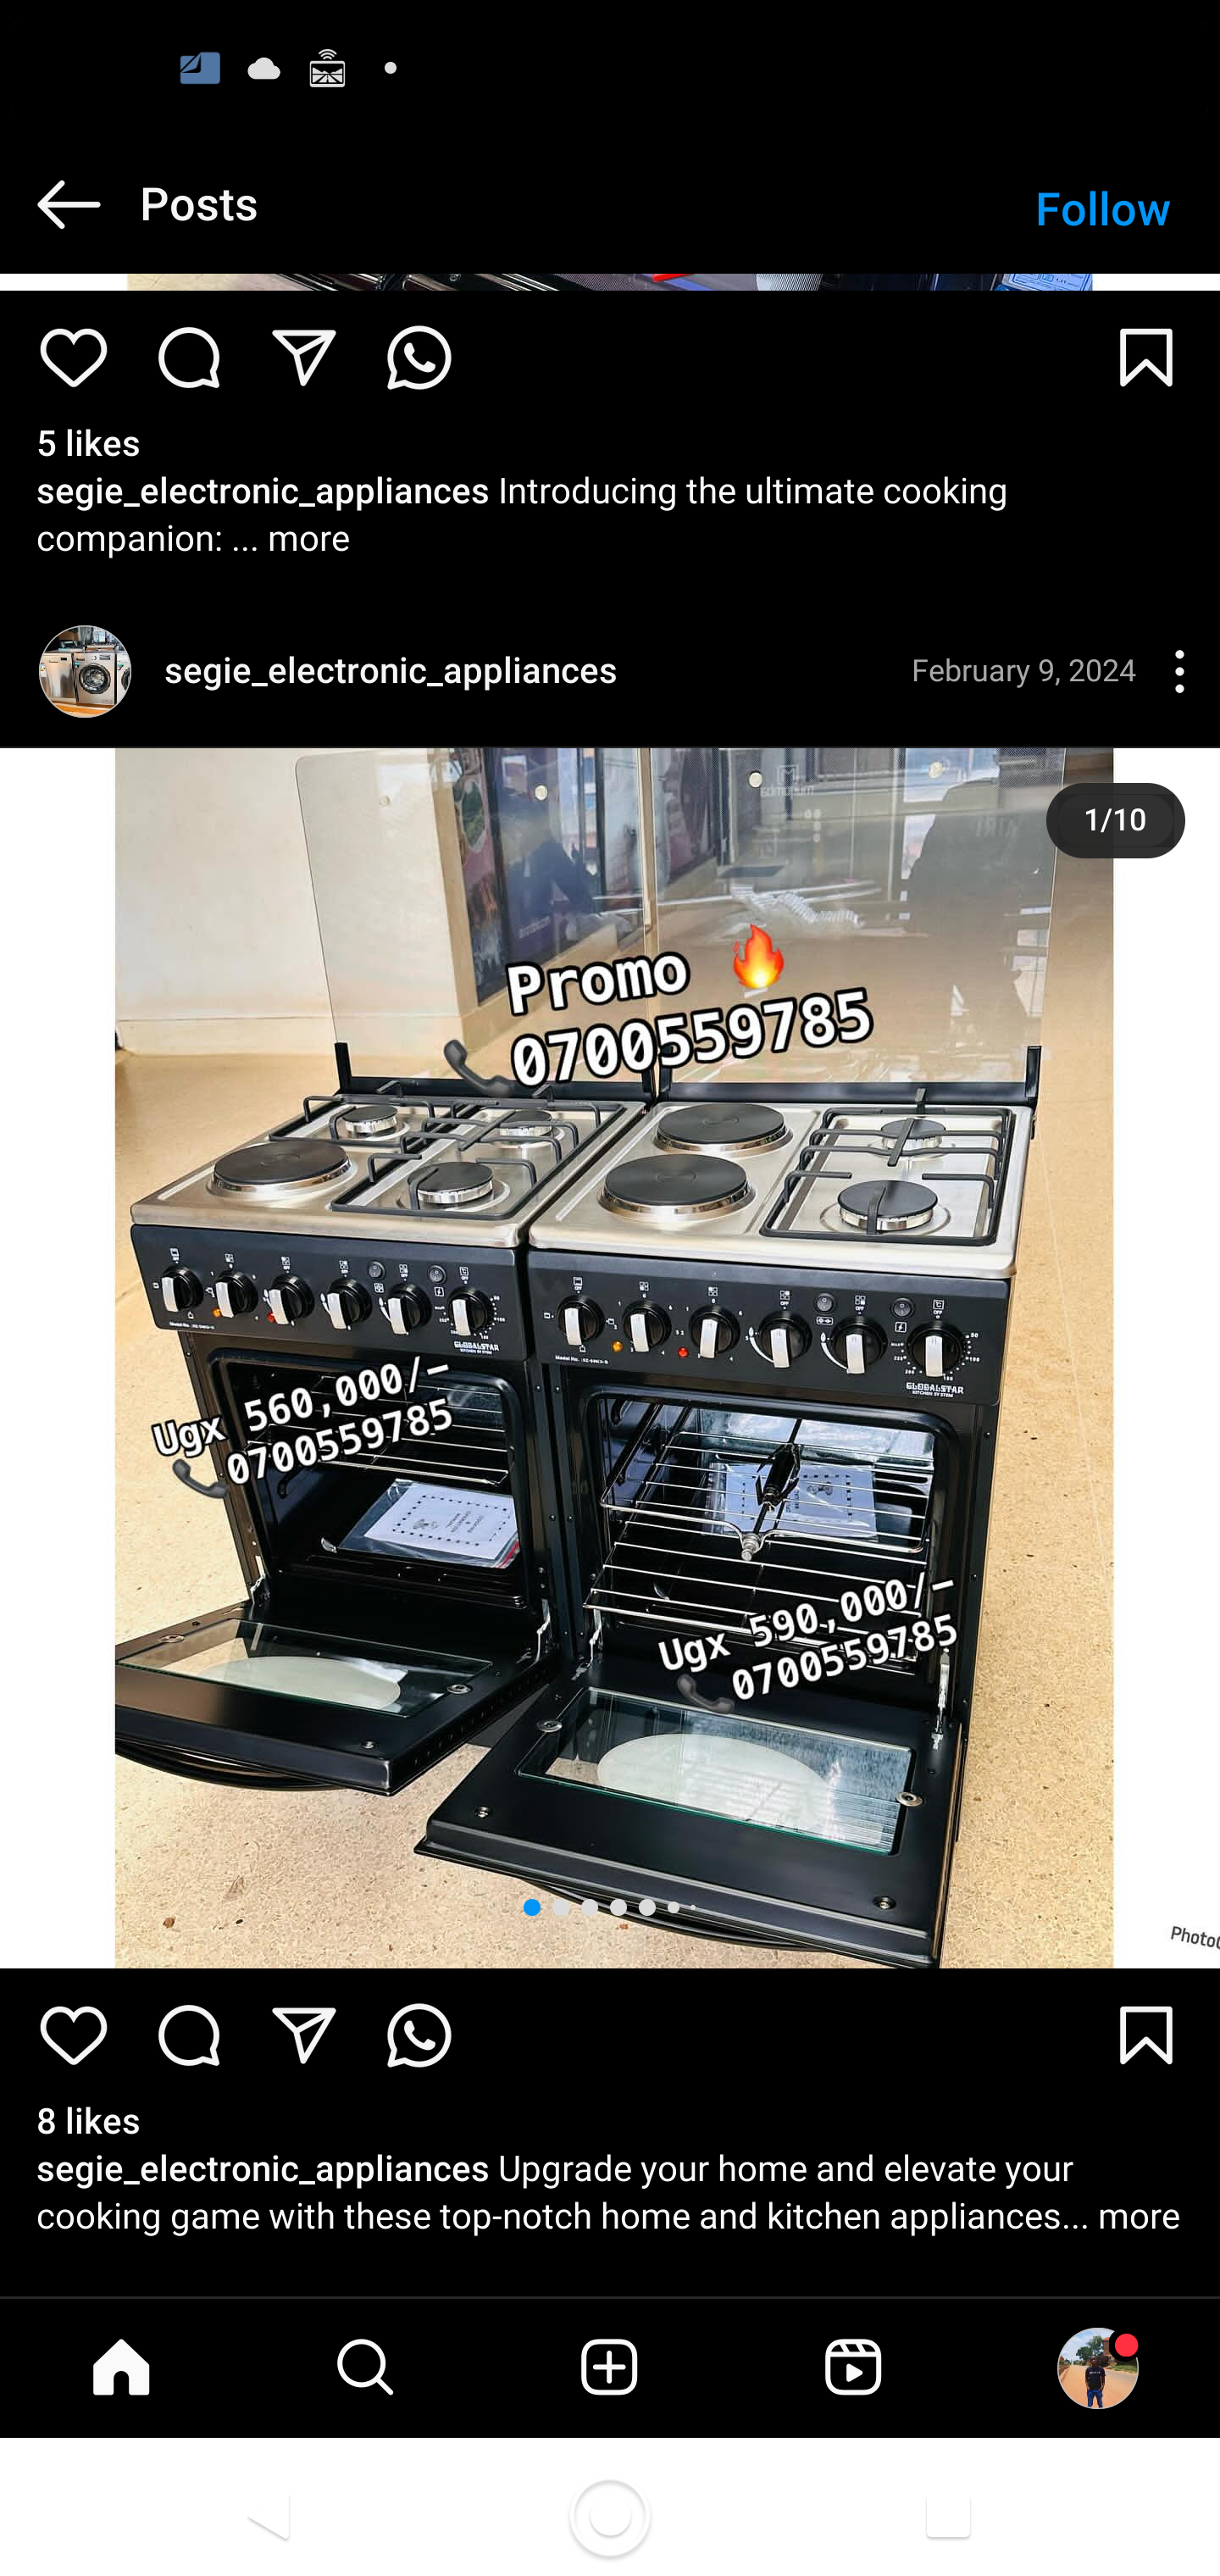 Posts
Follow
5 likes
segie_electronic_appliances Introducing the ultimate cooking
companion: ... more
segie_electronic_appliances
February 9, 2024
1/10
Promo 🔥
0700559785
GLOBALSTAR
GLOBALSTAR
Ugx 560,000/-
📞0700559785
Ugx 590,000/-
📞0700559785
Photo
8 likes
segie_electronic_appliances Upgrade your home and elevate your
cooking game with these top-notch home and kitchen appliances... more